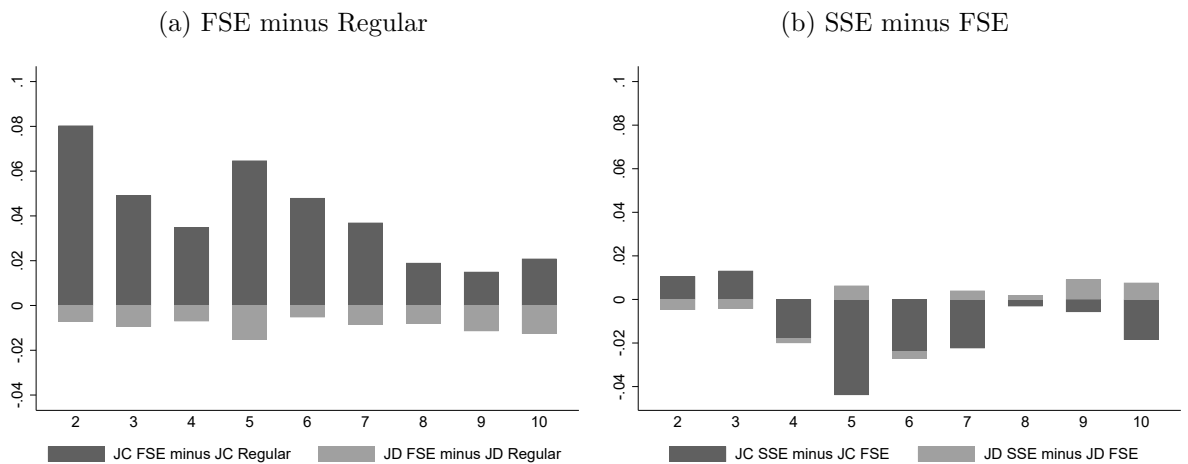 (a) FSE minus Regular
.1
.08
.06
.04
.02
0
-.02
-.04
2 3 4 5 6 7 8 9 10
JC FSE minus JC Regular JD FSE minus JD Regular
(b) SSE minus FSE
.1
.08
.06
.04
.02
0
-.02
-.04
2 3 4 5 6 7 8 9 10
JC SSE minus JC FSE JD SSE minus JD FSE